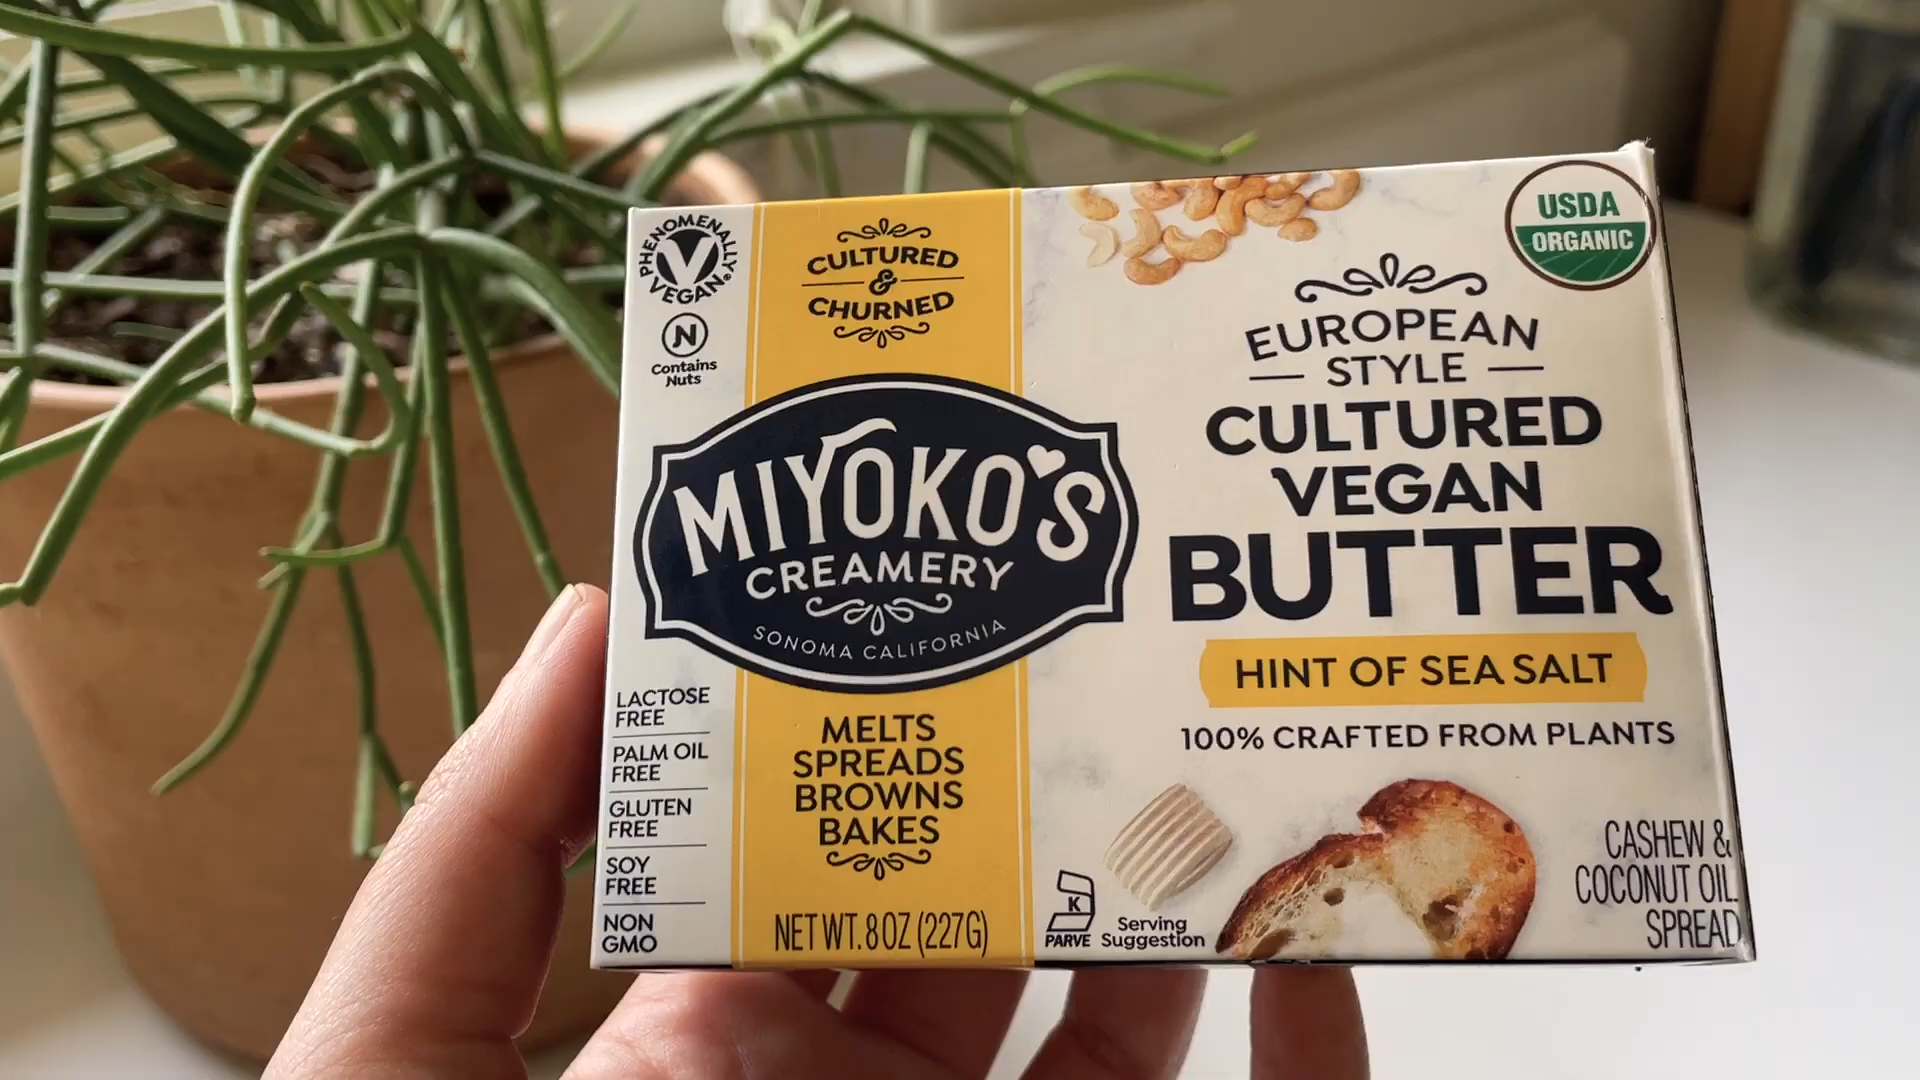 PHENOMENALLY
VEGAN
V
N
Contains
Nuts
CULTURED
&
CHURNED
MIYOKO'S
CREAMERY
SONOMA CALIFORNIA
LACTOSE
FREE
PALM OIL
FREE
GLUTEN
FREE
SOY
FREE
NON
GMO
MELTS
SPREADS
BROWNS
BAKES
NET WT. 8 OZ (227G)
USDA
ORGANIC
EUROPEAN
STYLE
CULTURED
VEGAN
BUTTER
HINT OF SEA SALT
100% CRAFTED FROM PLANTS
K
PARVE
Serving
Suggestion
CASHEW &
COCONUT OIL
SPREAD